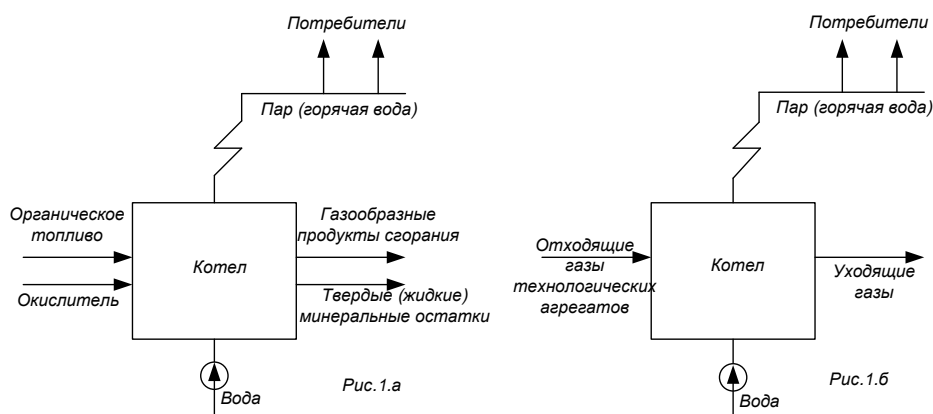 Потребители
Пар (горячая вода)
Органическое
топливо
Окислитель
Котел
Газообразные
продукты сгорания
Твердые (жидкие)
минеральные остатки
Вода
Рис.1.а
Потребители
Пар (горячая вода)
Отходящие
газы
технологических
агрегатов
Котел
Уходящие
газы
Вода
Рис.1.б